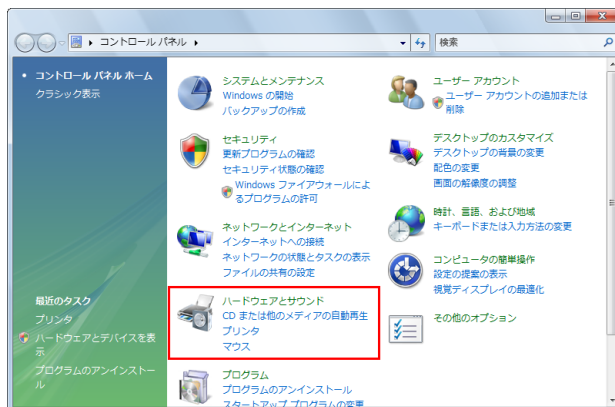 コントロール パネル
検索
コントロール パネル ホーム
クラシック表示
システムとメンテナンス
Windows の開始
バックアップの作成
セキュリティ
更新プログラムの確認
セキュリティ状態の確認
Windows ファイアウォールによ
るプログラムの許可
ネットワークとインターネット
インターネットへの接続
ネットワークの状態とタスクの表示
ファイルの共有の設定
ハードウェアとサウンド
CD または他のメディアの自動再生
プリンタ
マウス
プログラム
プログラムのアンインストール
スタートアップ プログラムの変更
ユーザー アカウント
ユーザー アカウントの追加または
削除
デスクトップのカスタマイズ
デスクトップの背景の変更
配色の変更
画面の解像度の調整
時計、言語、および地域
キーボードまたは入力方法の変更
コンピュータの簡単操作
設定の提案の表示
視覚ディスプレイの最適化
その他のオプション
最近のタスク
プリンタ
ハードウェアとデバイスを表
示
プログラムのアンインストー
ル